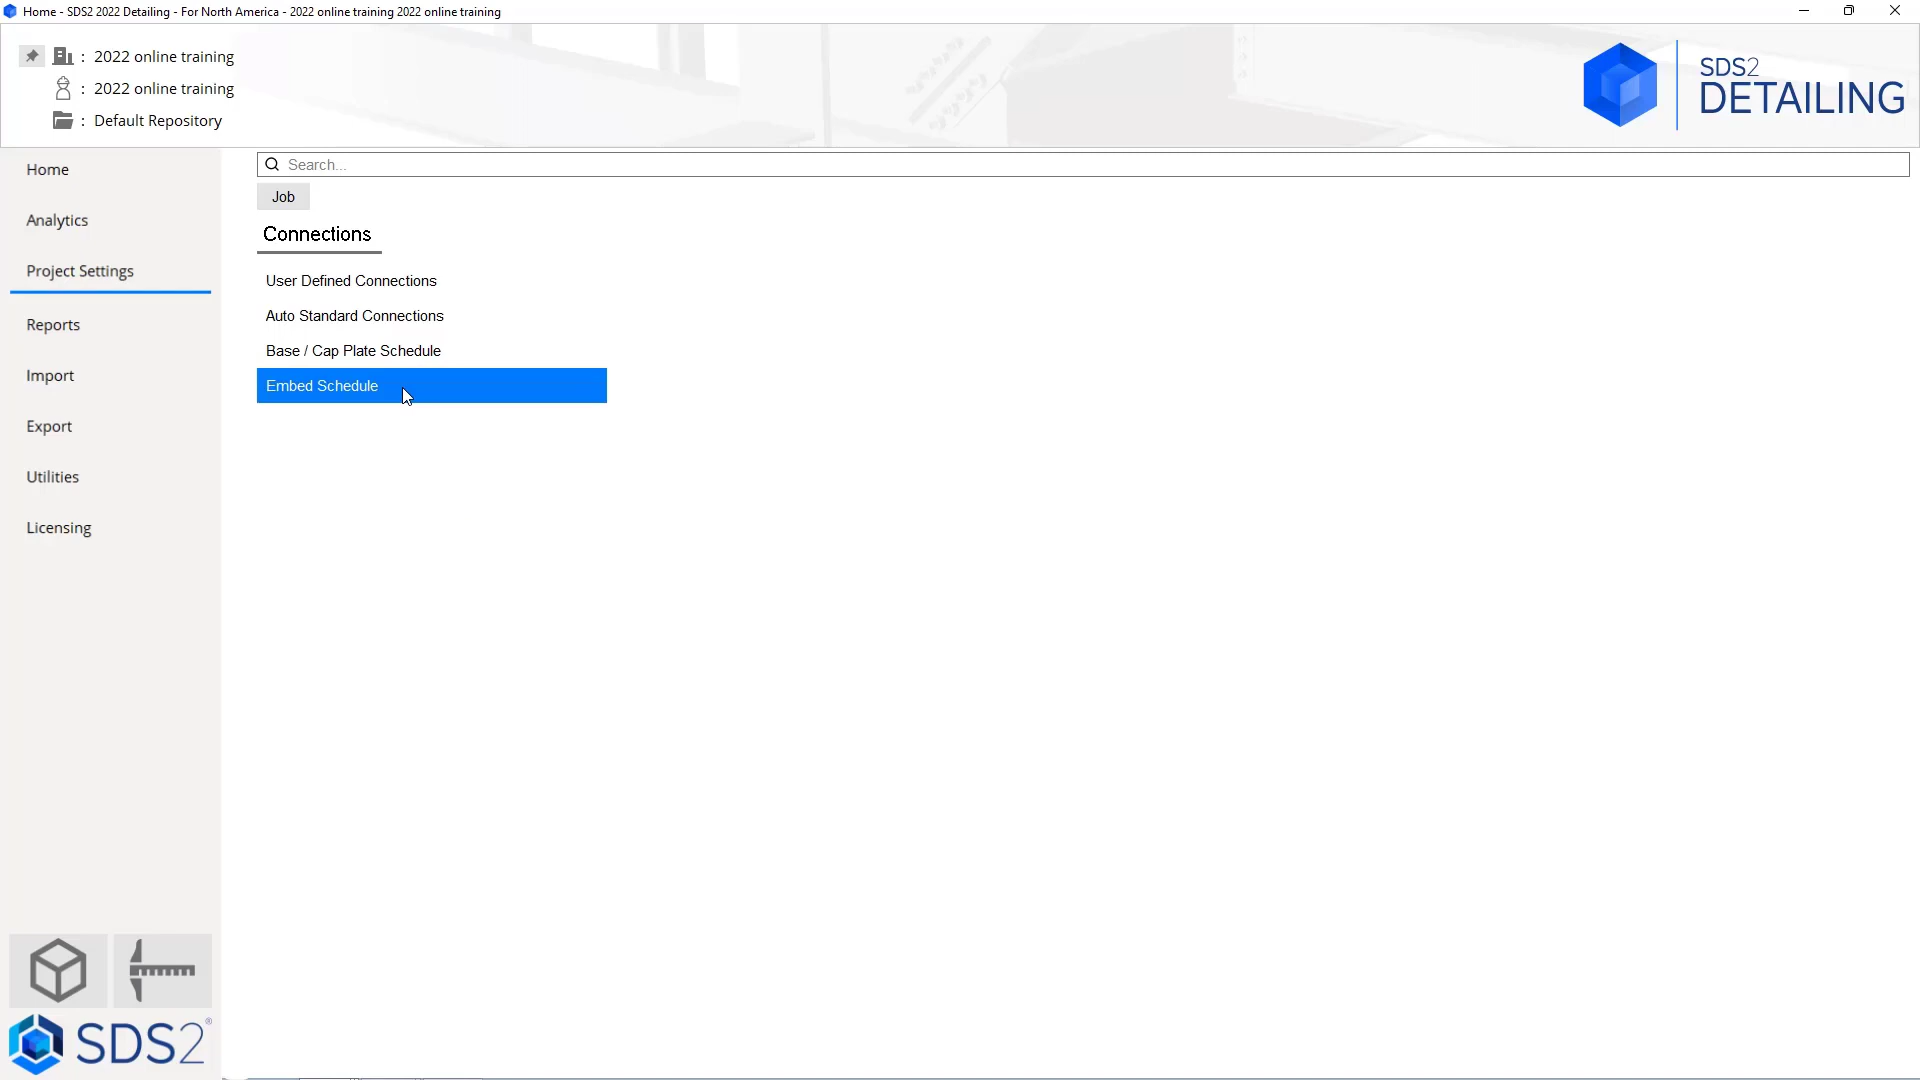 Home - SDS2 2022 Detailing - For North America - 2022 online training 2022 online training
: 2022 online training
: 2022 online training
: Default Repository
SDS2
DETAILING
Home
Analytics
Project Settings
Reports
Import
Export
Utilities
Licensing
Search...
Job
Connections
User Defined Connections
Auto Standard Connections
Base / Cap Plate Schedule
Embed Schedule
SDS2®